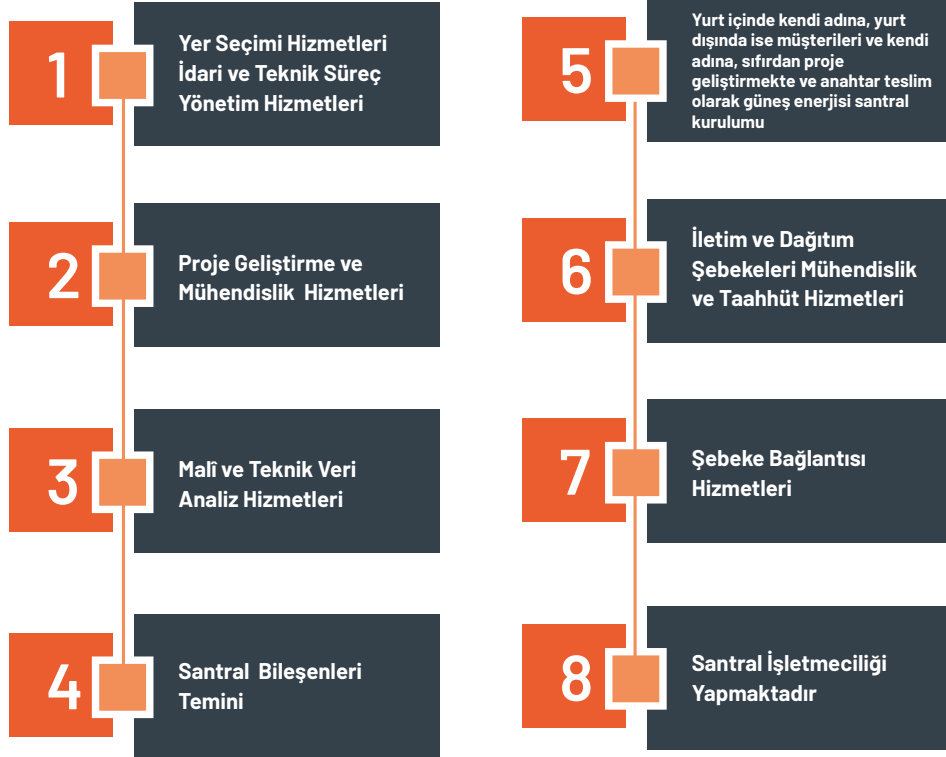 1
Yer Seçimi Hizmetleri
İdari ve Teknik Süreç
Yönetim Hizmetleri
2
Proje Geliştirme ve
Mühendislik Hizmetleri
3
Malî ve Teknik Veri
Analiz Hizmetleri
4
Santral Bileşenleri
Temini
5
Yurt içinde kendi adına, yurt
dışında ise müşterileri ve kendi
adına, sıfırdan proje
geliştirmekte ve anahtar teslim
olarak güneş enerjisi santral
kurulumu
6
İletim ve Dağıtım
Şebekeleri Mühendislik
ve Taahhüt Hizmetleri
7
Şebeke Bağlantısı
Hizmetleri
8
Santral İşletmeciliği
Yapmaktadır